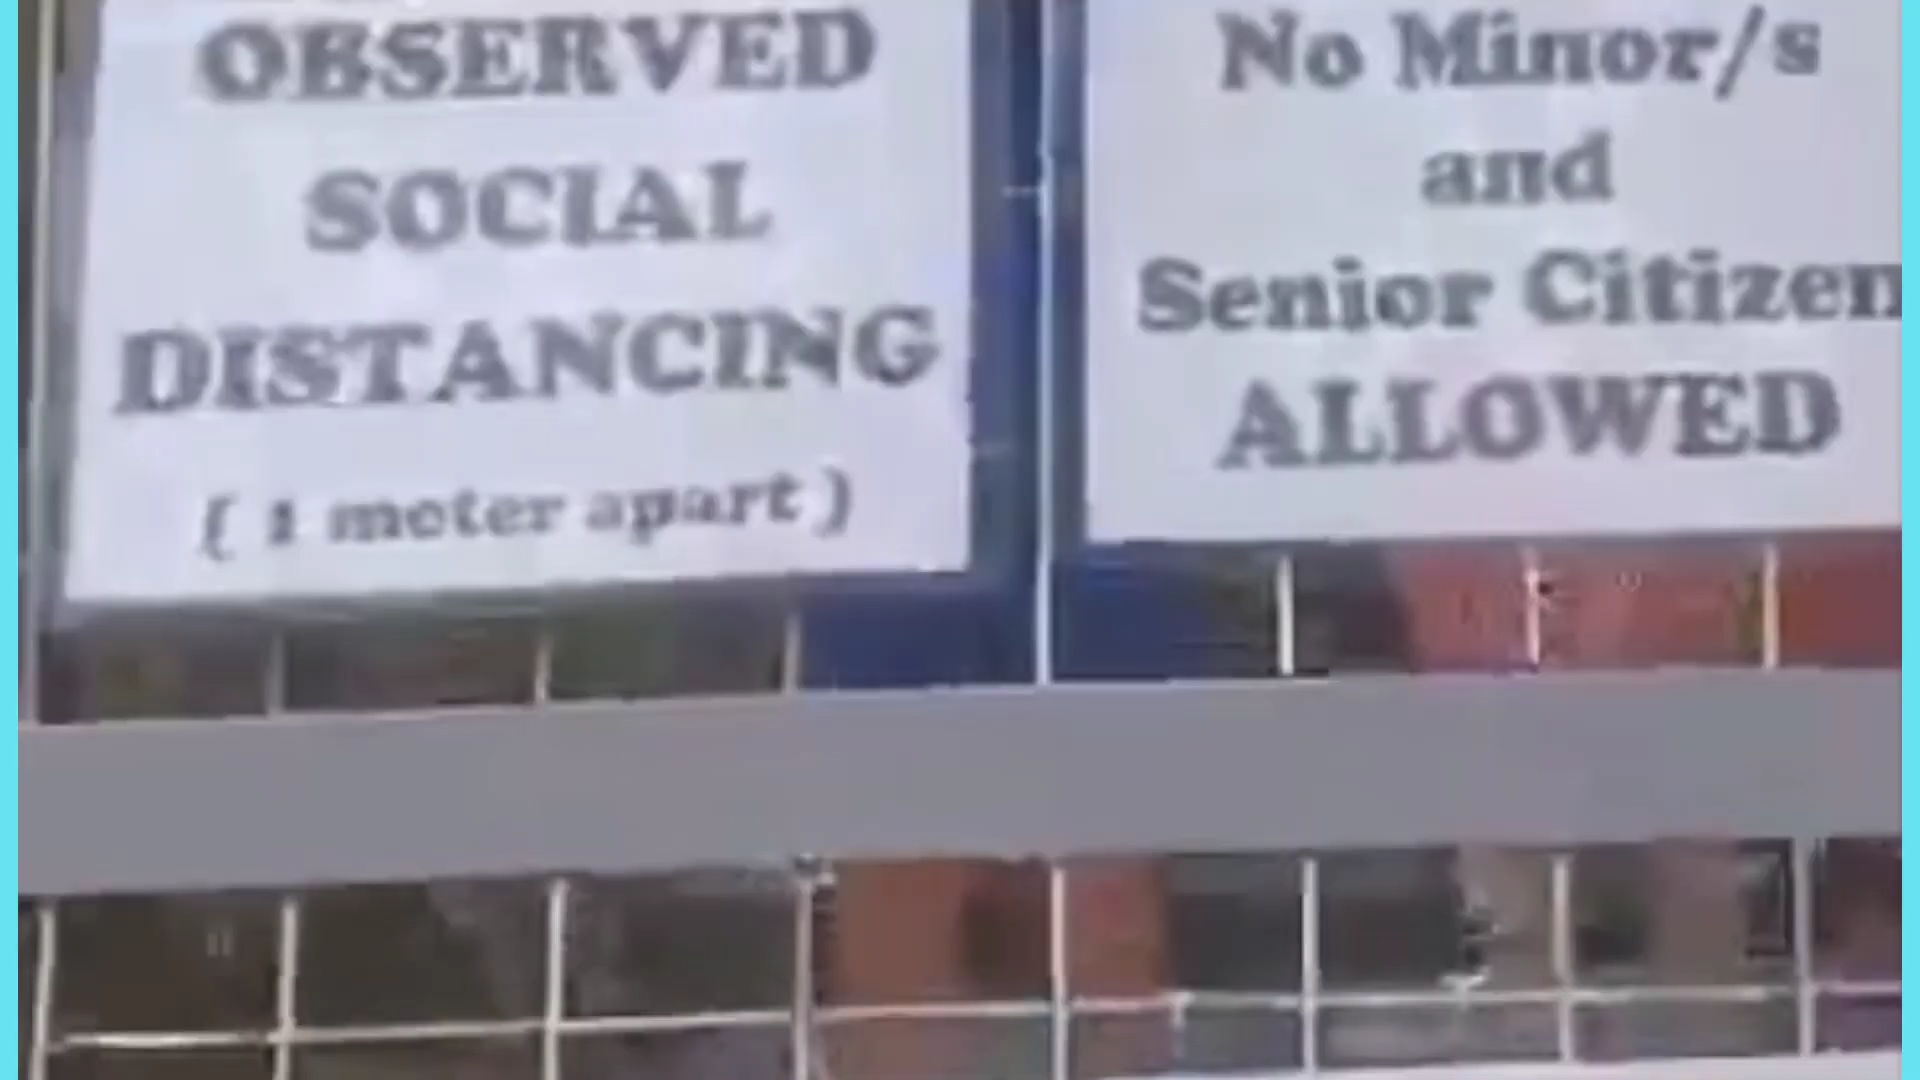 OBSERVED
SOCIAL
DISTANCING
( 1 meter apart )
No Minor/s
and
Senior Citizen
ALLOWED